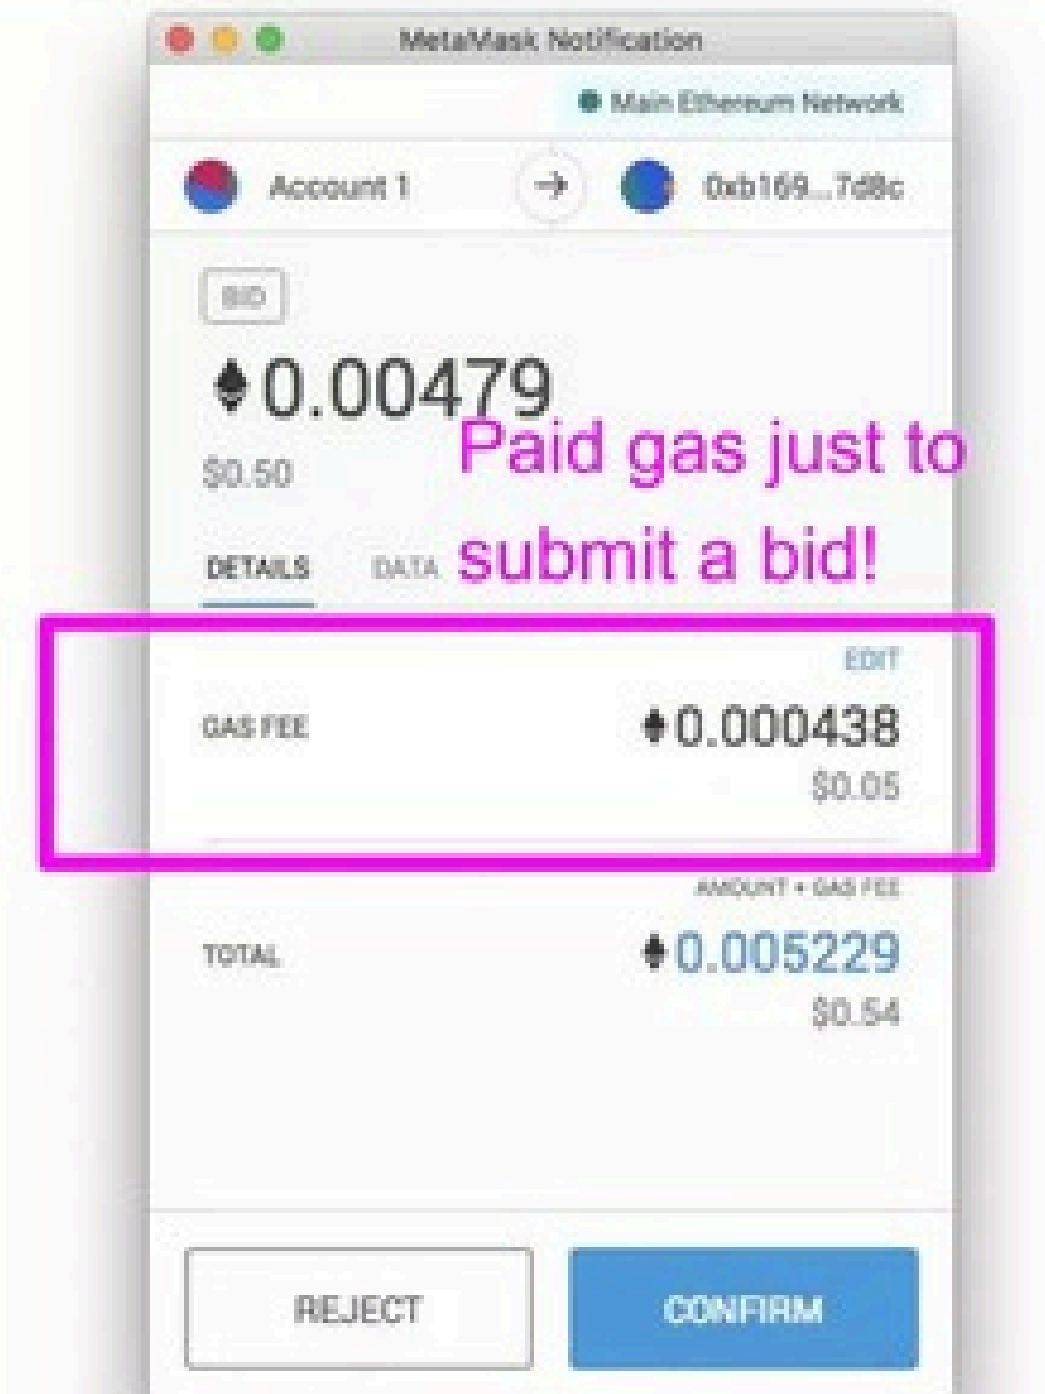 MetaMask Notification
Main Ethereum Network
Account 1
0xb169...7d8c
BID
0.00479
$0.50
Paid gas just to
submit a bid!
DETAILS DATA
EDIT
GAS FEE 0.000438
$0.05
AMOUNT + GAS FEE
TOTAL 0.005229
$0.54
REJECT CONFIRM